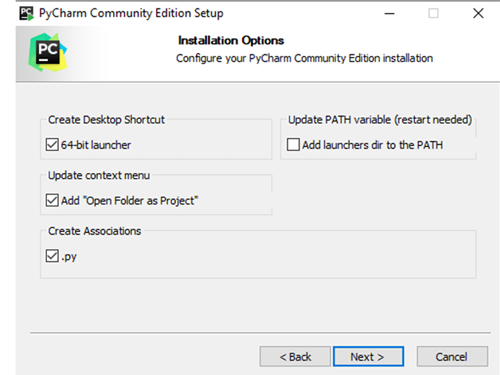 PyCharm Community Edition Setup
PC
Installation Options
Configure your PyCharm Community Edition installation
Create Desktop Shortcut
64-bit launcher
Update PATH variable (restart needed)
Add launchers dir to the PATH
Update context menu
Add "Open Folder as Project"
Create Associations
.py
< Back
Next >
Cancel